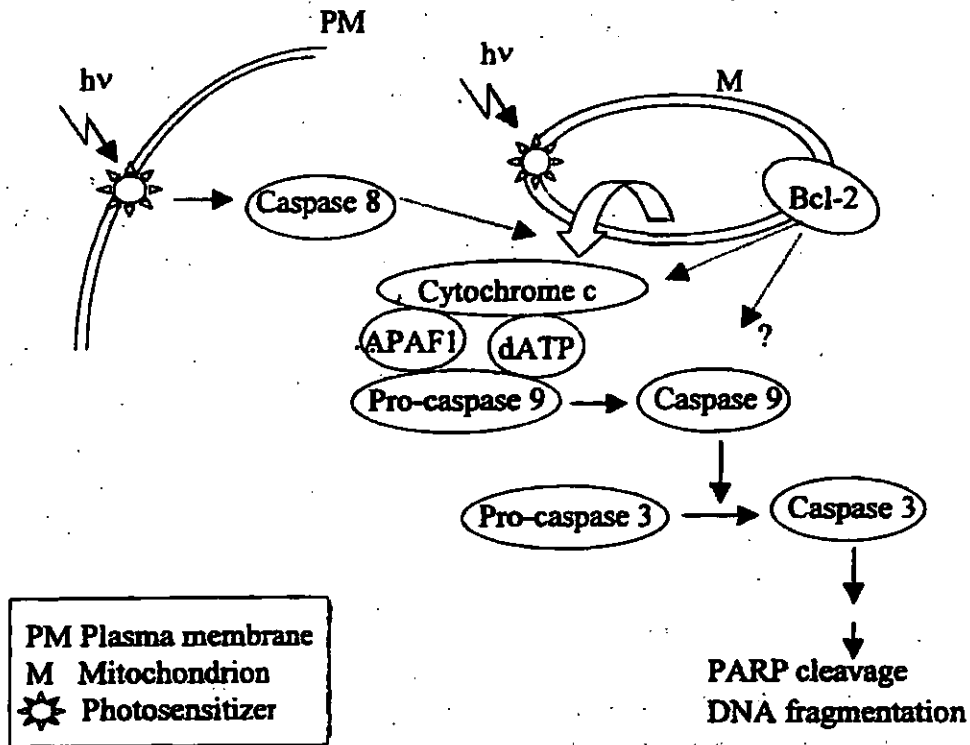 PM
hν
hν
M
Caspase 8
Bcl-2
Cytochrome c
APAF1
dATP
?
Pro-caspase 9
Caspase 9
Pro-caspase 3
Caspase 3
PM Plasma membrane
M Mitochondrion
Photosensitizer
PARP cleavage
DNA fragmentation